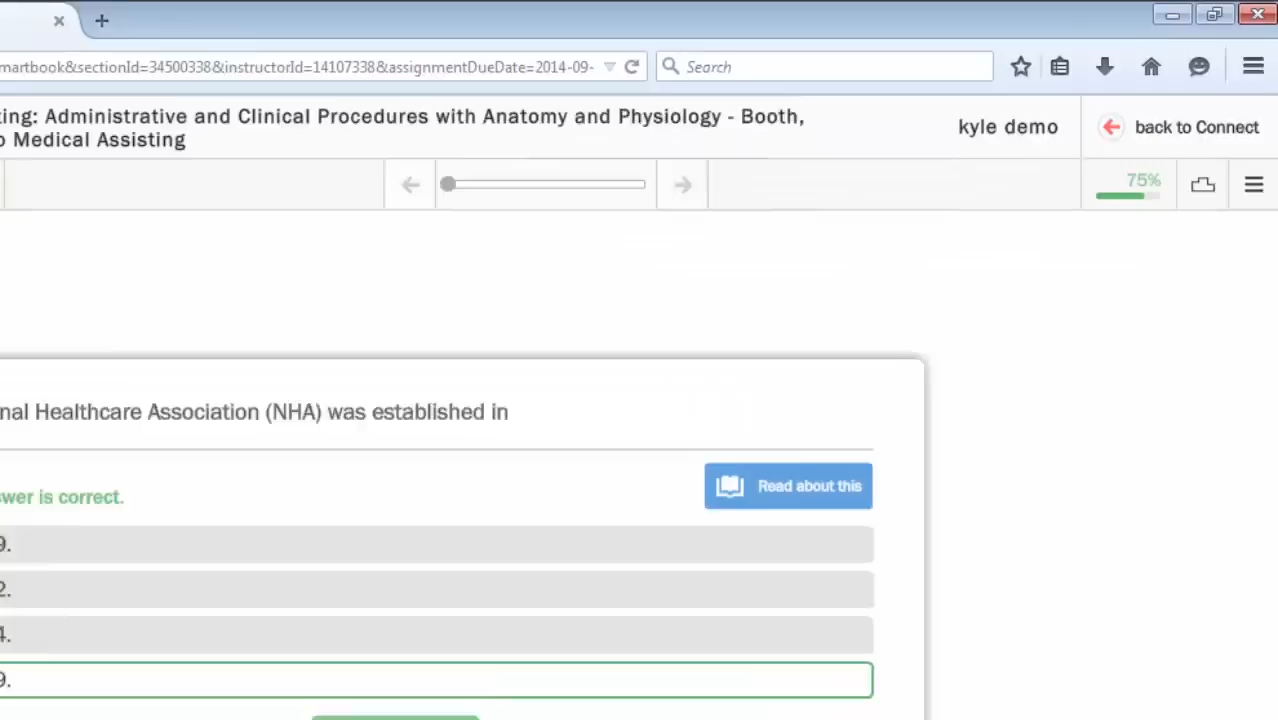 martbook&sectionId=34500338&instructorId=14107338&assignmentDueDate=2014-09-
Search
ing: Administrative and Clinical Procedures with Anatomy and Physiology - Booth,
o Medical Assisting
kyle demo
back to Connect
75%
nal Healthcare Association (NHA) was established in
wer is correct.
Read about this
9.
2.
4.
9.